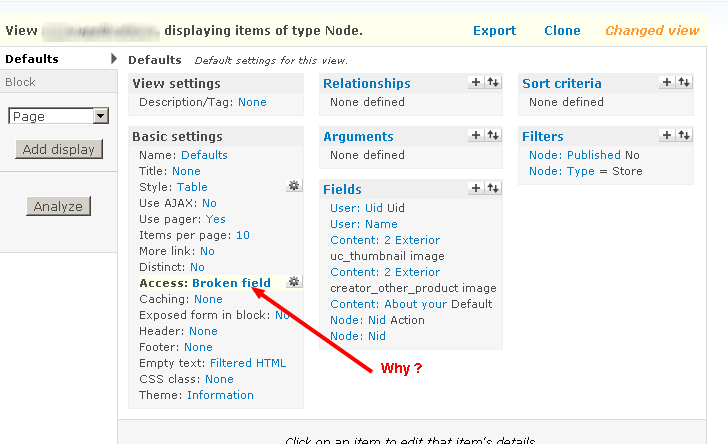 View displaying items of type Node. Export Clone Changed view
Defaults
Block
Page
Add display
Analyze
Defaults Default settings for this view.
View settings
Description/Tag: None
Basic settings
Name: Defaults
Title: None
Style: Table
Use AJAX: No
Use pager: Yes
Items per page: 10
More link: No
Distinct: No
Access: Broken field
Caching: None
Exposed form in block: No
Header: None
Footer: None
Empty text: Filtered HTML
CSS class: None
Theme: Information
Relationships
None defined
Arguments
None defined
Fields
User: Uid Uid
User: Name
Content: 2 Exterior
uc_thumbnail image
Content: 2 Exterior
creator_other_product image
Content: About your Default
Node: Nid Action
Node: Nid
Sort criteria
None defined
Filters
Node: Published No
Node: Type = Store
Why ?
Click on an item to edit that item's details.